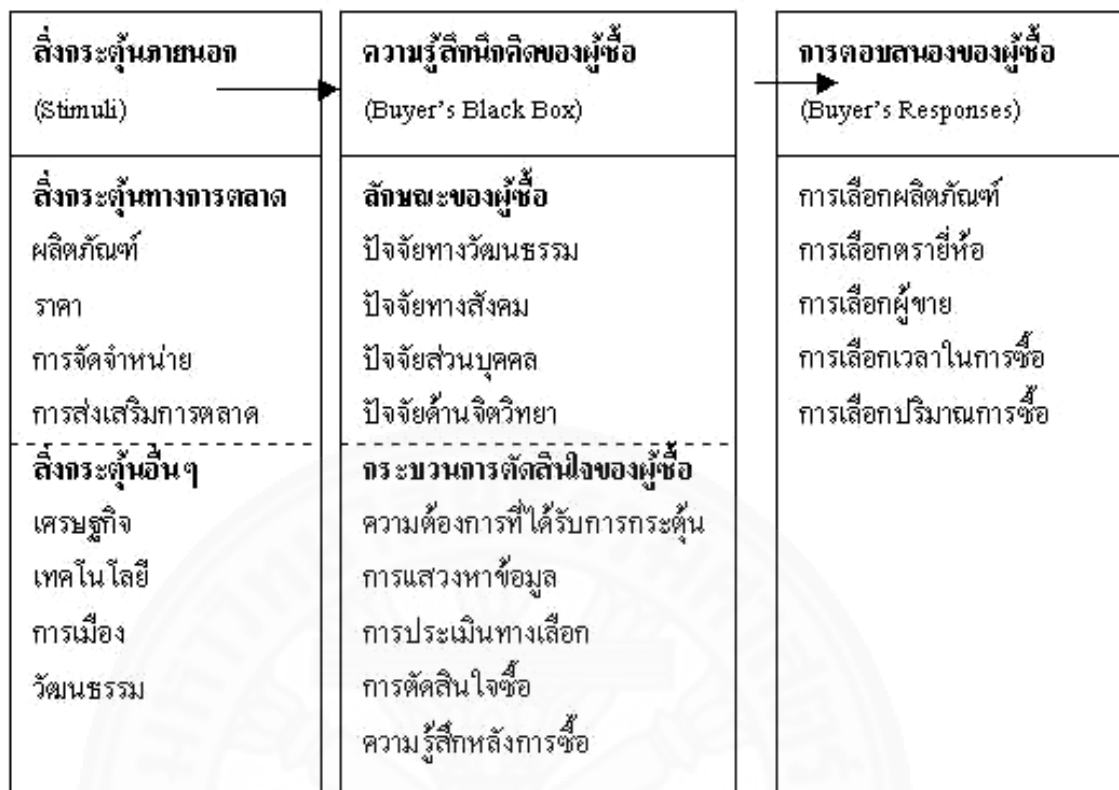 สิ่งกระตุ้นภายนอก
(Stimuli)
สิ่งกระตุ้นทางการตลาด
ผลิตภัณฑ์
ราคา
การจัดจำหน่าย
การส่งเสริมการตลาด
สิ่งกระตุ้นอื่นๆ
เศรษฐกิจ
เทคโนโลยี
การเมือง
วัฒนธรรม
ความรู้สึกนึกคิดของผู้ซื้อ
(Buyer's Black Box)
ลักษณะของผู้ซื้อ
ปัจจัยทางวัฒนธรรม
ปัจจัยทางสังคม
ปัจจัยส่วนบุคคล
ปัจจัยด้านจิตวิทยา
กระบวนการตัดสินใจของผู้ซื้อ
ความต้องการที่ได้รับการกระตุ้น
การแสวงหาข้อมูล
การประเมินทางเลือก
การตัดสินใจซื้อ
ความรู้สึกหลังการซื้อ
การตอบสนองของผู้ซื้อ
(Buyer's Responses)
การเลือกผลิตภัณฑ์
การเลือกตรายี่ห้อ
การเลือกผู้ขาย
การเลือกเวลาในการซื้อ
การเลือกปริมาณการซื้อ